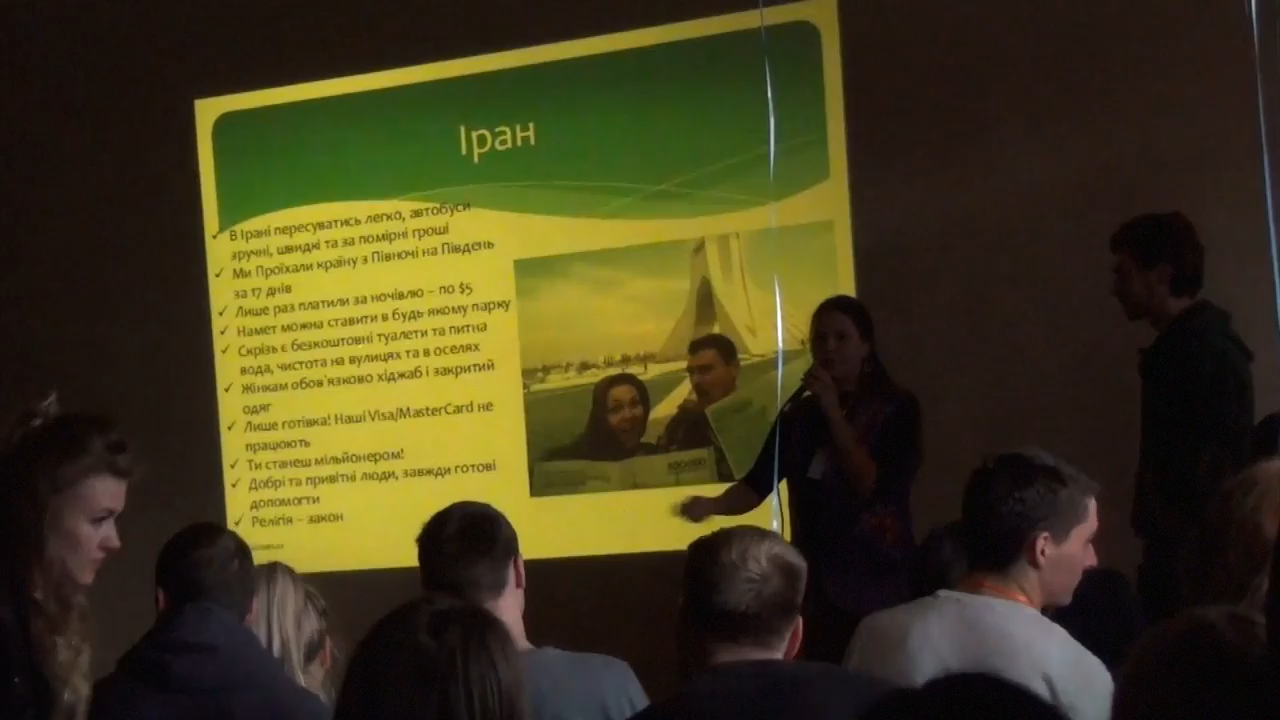 Іран
В Ірані пересуватись легко, автобуси
зручні, швидкі та за помірні гроші
Ми Проїхали країну з Півночі на Південь
за 17 днів
Лише раз платили за ночівлю – по $5
Намет можна ставити в будь якому парку
Скрізь є безкоштовні туалети та питна
вода, чистота на вулицях та в оселях
Жінкам обов'язково хіджаб і закритий
одяг
Лише готівка! Наші Visa/MasterCard не
працюють
Ти станеш мільйонером!
Добрі та привітні люди, завжди готові
допомогти
Релігія – закон